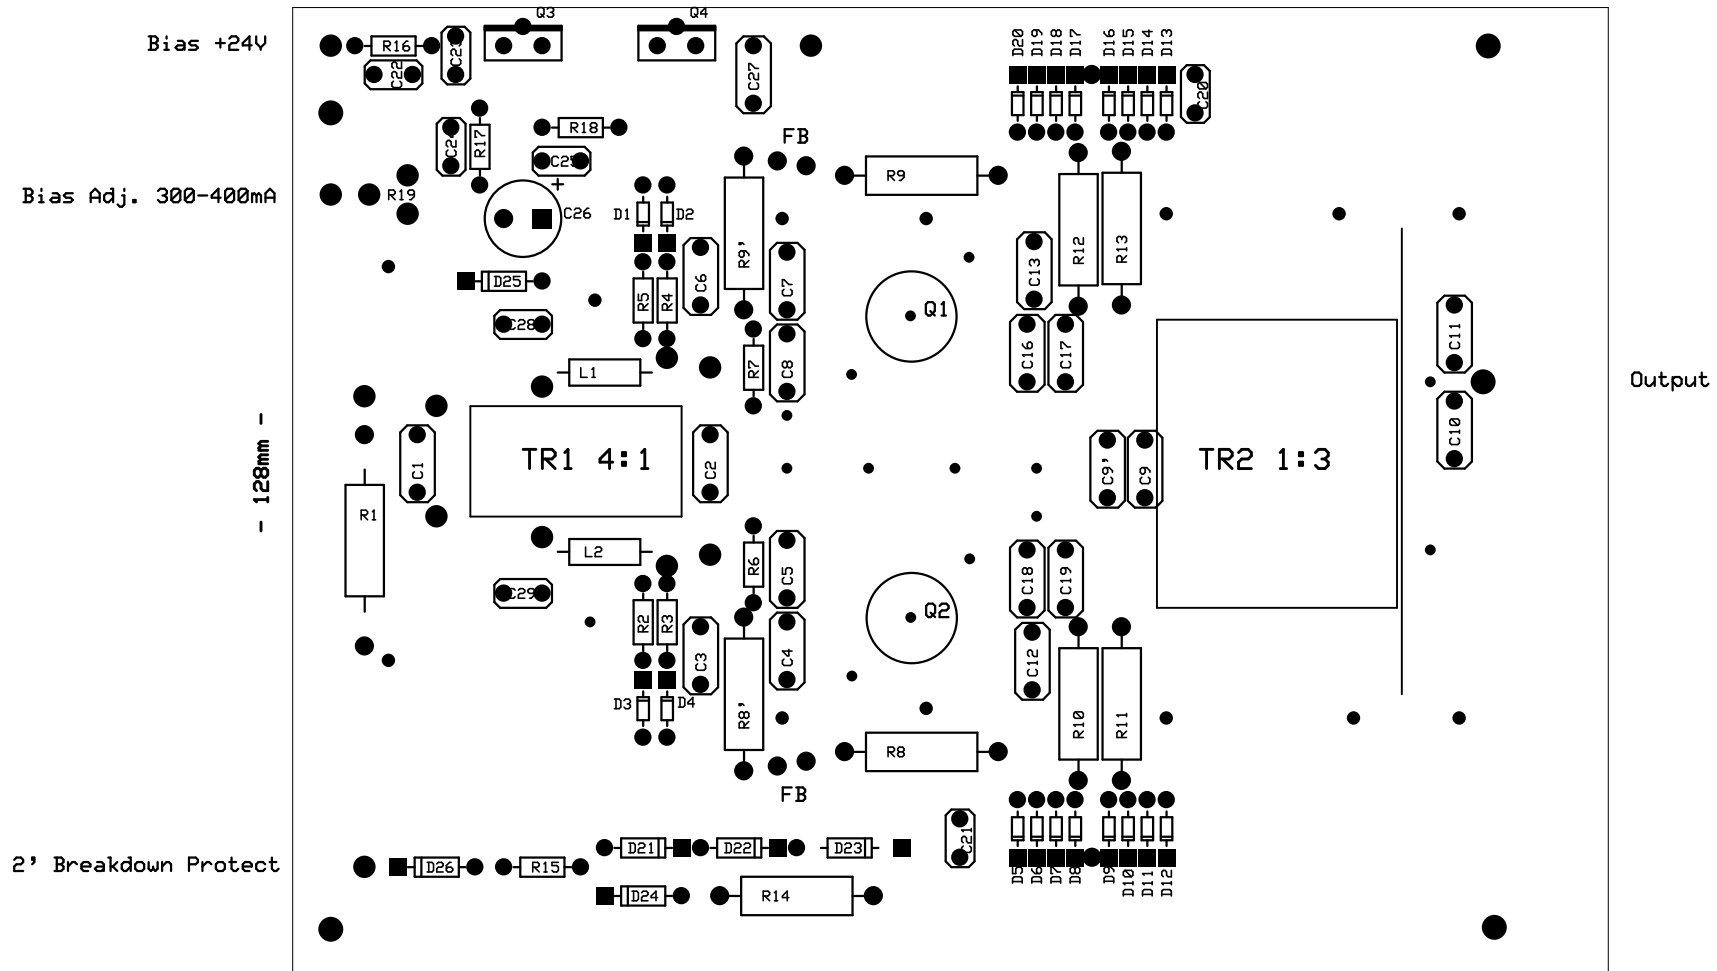 Q3 Q4
Bias +24V
R16
C23
C22
C27
D20 D19 D18 D17 D16 D15 D14 D13
C20
R17
R18
FB
C25
R9
Bias Adj. 300-400mA
R19
C26
+
D1 D2
R9'
R12
R13
C13
D25
R5
R4
C6
C7
Q1
C28
C16
C17
C11
L1
R7
C8
Output
- 128mm -
C1
TR1 4:1
C2
C9'
C9
TR2 1:3
C10
R1
L2
R6
C5
C18
C19
C29
R2
R3
C3
C4
Q2
C12
D3 D4
R8'
R10
R11
R8
FB
C21
2' Breakdown Protect
D26
R15
D21
D22
D23
D5 D6 D7 D8 D9 D10 D11 D12
D24
R14